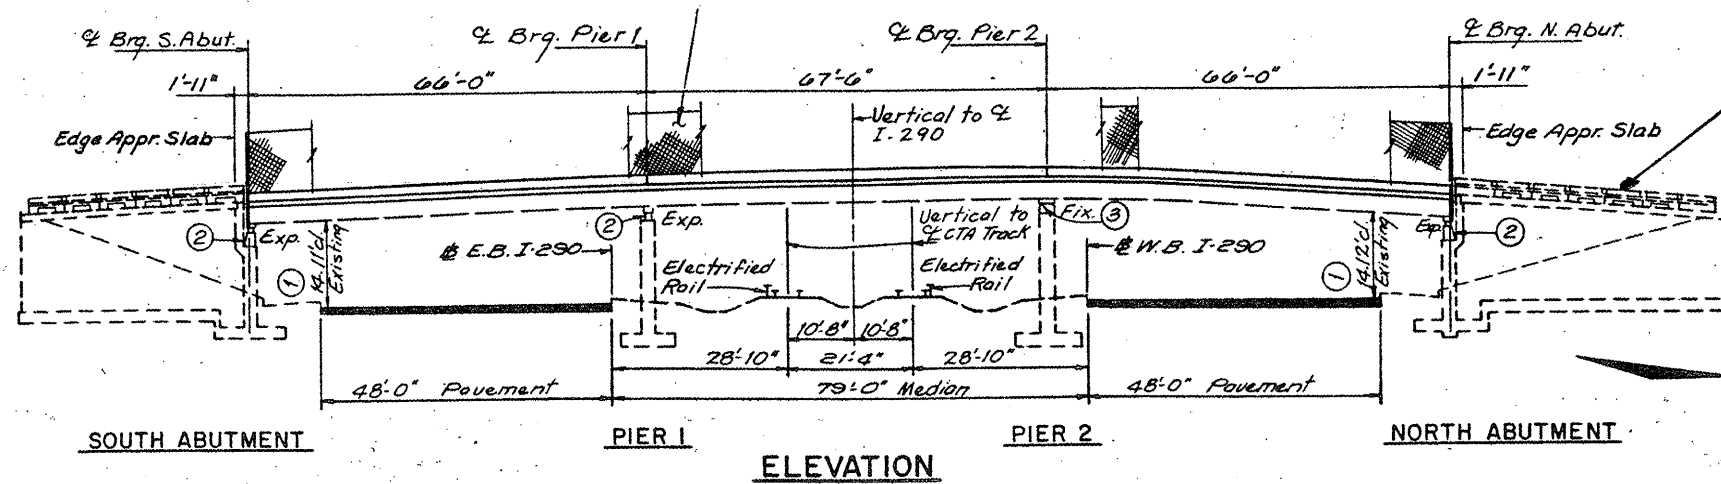 ℄ Brg. S. Abut.
℄ Brg. Pier 1
℄ Brg. Pier 2
℄ Brg. N. Abut.
1'-11"
66'-0"
67'-6"
66'-0"
1'-11"
Vertical to ℄
I-290
Edge Appr. Slab
Edge Appr. Slab
2
Exp.
2
Exp.
Vertical to
℄ CTA Track
Fix.
3
Exp.
2
1
14.11' cl.
Existing
E.B. I-290
W.B. I-290
1
14.12' cl.
Existing
Electrified
Rail
Electrified
Rail
10'-8"
10'-8"
28'-10"
21'-4"
28'-10"
48'-0" Pavement
79'-0" Median
48'-0" Pavement
SOUTH ABUTMENT
PIER 1
PIER 2
NORTH ABUTMENT
ELEVATION